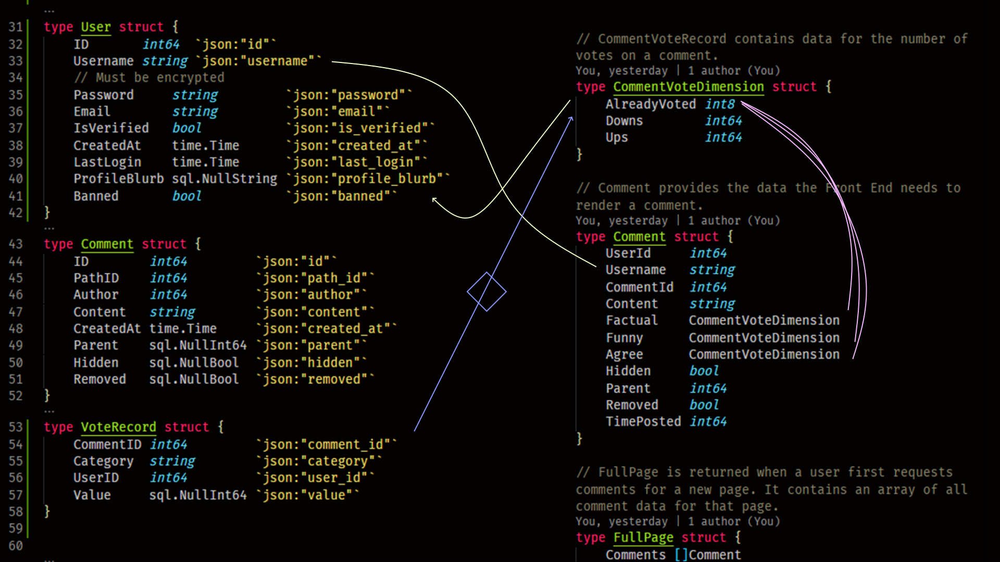 ...
31 type User struct {
32 ID int64 `json:"id"`
33 Username string `json:"username"`
34 // Must be encrypted
35 Password string `json:"password"`
36 Email string `json:"email"`
37 IsVerified bool `json:"is_verified"`
38 CreatedAt time.Time `json:"created_at"`
39 LastLogin time.Time `json:"last_login"`
40 ProfileBlurb sql.NullString `json:"profile_blurb"`
41 Banned bool `json:"banned"`
42 }
...
43 type Comment struct {
44 ID int64 `json:"id"`
45 PathID int64 `json:"path_id"`
46 Author int64 `json:"author"`
47 Content string `json:"content"`
48 CreatedAt time.Time `json:"created_at"`
49 Parent sql.NullInt64 `json:"parent"`
50 Hidden sql.NullBool `json:"hidden"`
51 Removed sql.NullBool `json:"removed"`
52 }
...
53 type VoteRecord struct {
54 CommentID int64 `json:"comment_id"`
55 Category string `json:"category"`
56 UserID int64 `json:"user_id"`
57 Value sql.NullInt64 `json:"value"`
58 }
59
60
...
// CommentVoteRecord contains data for the number of
votes on a comment.
You, yesterday | 1 author (You)
type CommentVoteDimension struct {
AlreadyVoted int8
Downs int64
Ups int64
}
// Comment provides the data the Front End needs to
render a comment.
You, yesterday | 1 author (You)
type Comment struct {
UserId int64
Username string
CommentId int64
Content string
Factual CommentVoteDimension
Funny CommentVoteDimension
Agree CommentVoteDimension
Hidden bool
Parent int64
Removed bool
TimePosted int64
}
// FullPage is returned when a user first requests
comments for a new page. It contains an array of all
comment data for that page.
You, yesterday | 1 author (You)
type FullPage struct {
Comments []Comment